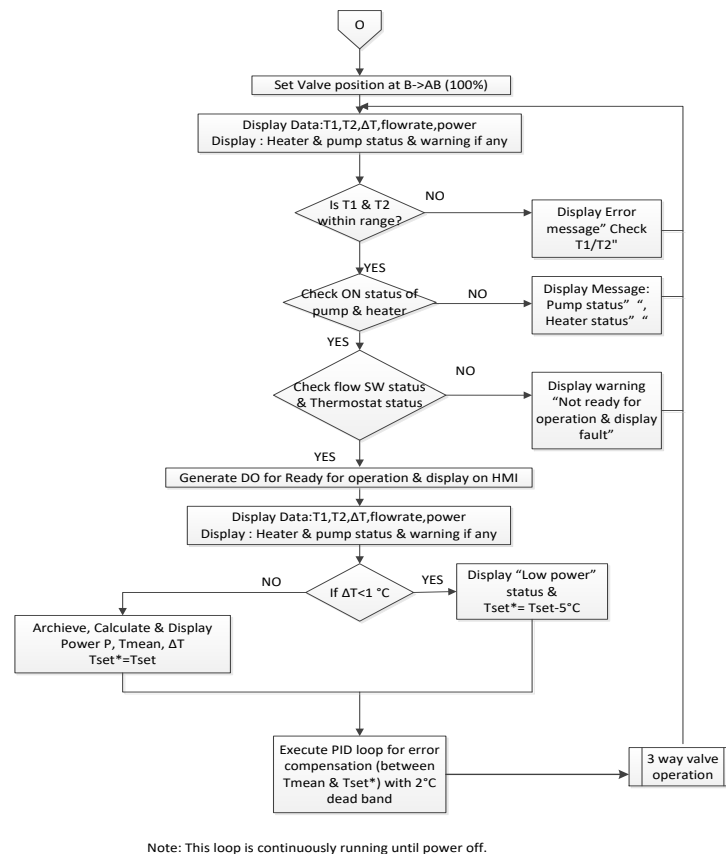 O
Set Valve position at B->AB (100%)
Display Data:T1,T2,ΔT,flowrate,power
Display : Heater & pump status & warning if any
Is T1 & T2
within range?
NO
Display Error
message” Check
T1/T2"
YES
Check ON status of
pump & heater
NO
Display Message:
Pump status” “,
Heater status” “
YES
Check flow SW status
& Thermostat status
NO
Display warning
“Not ready for
operation & display
fault”
YES
Generate DO for Ready for operation & display on HMI
Display Data:T1,T2,ΔT,flowrate,power
Display : Heater & pump status & warning if any
If ΔT<1 °C
NO
YES
Display “Low power”
status &
Tset*= Tset-5°C
Archieve, Calculate & Display
Power P, Tmean, ΔT
Tset*=Tset
Execute PID loop for error
compensation (between
Tmean & Tset*) with 2°C
dead band
3 way valve
operation
Note: This loop is continuously running until power off.